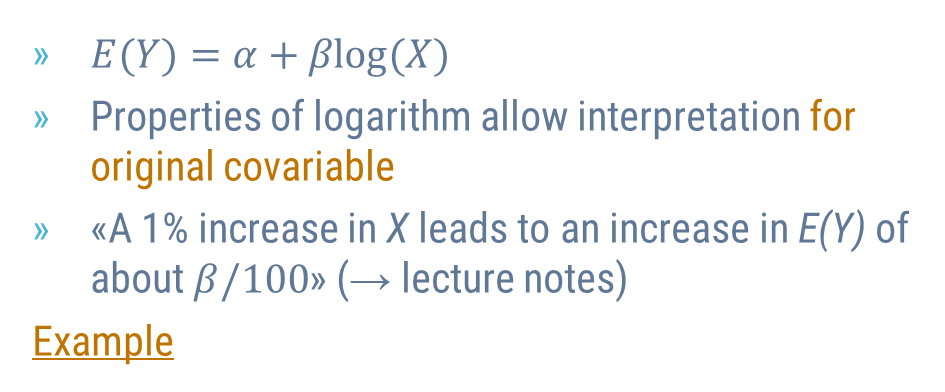 » E(Y) = α + βlog(X)
» Properties of logarithm allow interpretation for
original covariable
» «A 1% increase in X leads to an increase in E(Y) of
about β/100» (→ lecture notes)
Example